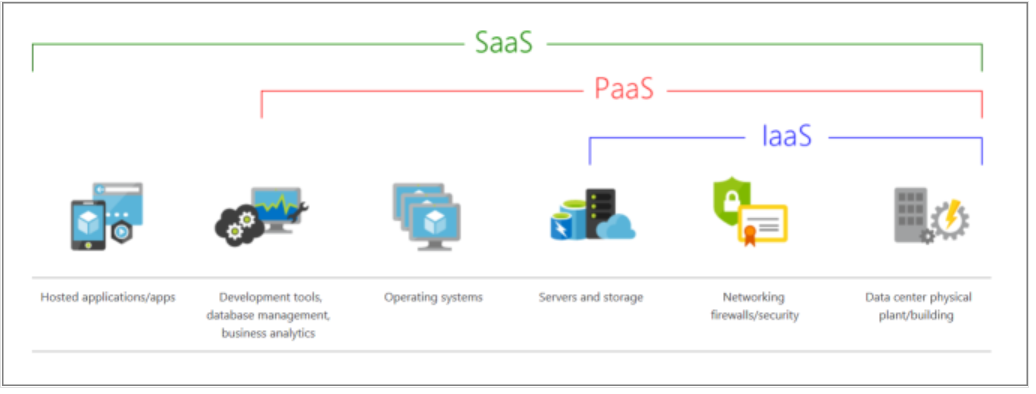 SaaS
PaaS
IaaS
Hosted applications/apps
Development tools,
database management,
business analytics
Operating systems
Servers and storage
Networking
firewalls/security
Data center physical
plant/building